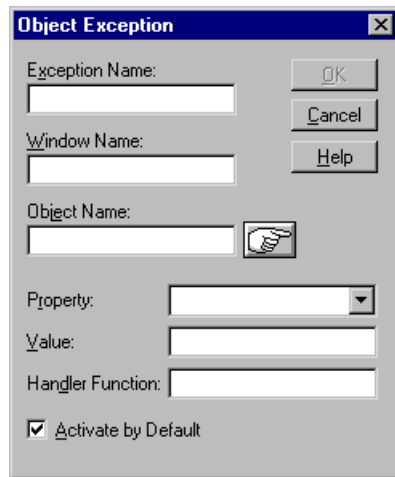 Object Exception
Exception Name:
OK
Cancel
Window Name:
Help
Object Name:
Property:
Value:
Handler Function:
Activate by Default